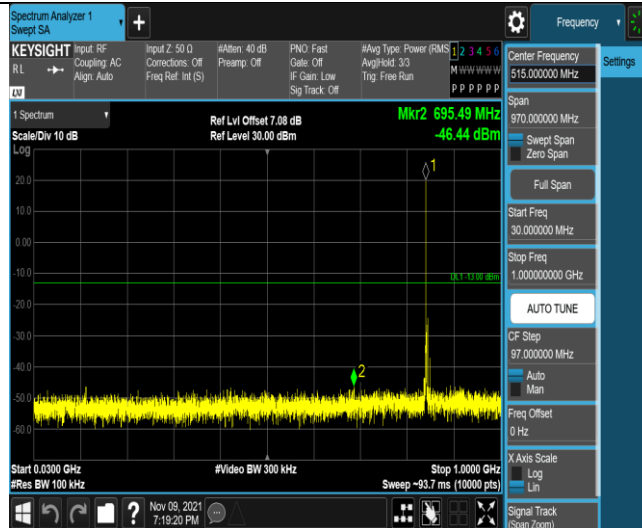 Spectrum Analyzer 1
Swept SA
Frequency
KEYSIGHT
Input: RF
Input Z: 50 Ω
#Atten: 40 dB
PNO: Fast
#Avg Type: Power (RMS
1 2 3 4 5 6
RL
Coupling: AC
Corrections: Off
Preamp: Off
Gate: Off
Avg|Hold: 3/3
M W W W W W
Align: Auto
Freq Ref: Int (S)
IF Gain: Low
Trig: Free Run
P P P P P P
Sig Track: Off
LXI
Center Frequency
515.000000 MHz
Settings
Span
970.000000 MHz
Swept Span
Zero Span
Full Span
Start Freq
30.000000 MHz
Stop Freq
1.000000000 GHz
AUTO TUNE
CF Step
97.000000 MHz
Auto
Man
Freq Offset
0 Hz
X Axis Scale
Log
Lin
Signal Track
(Span Zoom)
1 Spectrum
Scale/Div 10 dB
Ref Lvl Offset 7.08 dB
Ref Level 30.00 dBm
Mkr2 695.49 MHz
-46.44 dBm
Log
1
20.0
10.0
0.00
-10.0
DL1 -13.00 dBm
-20.0
-30.0
-40.0
2
-50.0
-60.0
Start 0.0300 GHz
#Video BW 300 kHz
Stop 1.0000 GHz
#Res BW 100 kHz
Sweep ~93.7 ms (10000 pts)
?
Nov 09, 2021
7:19:20 PM